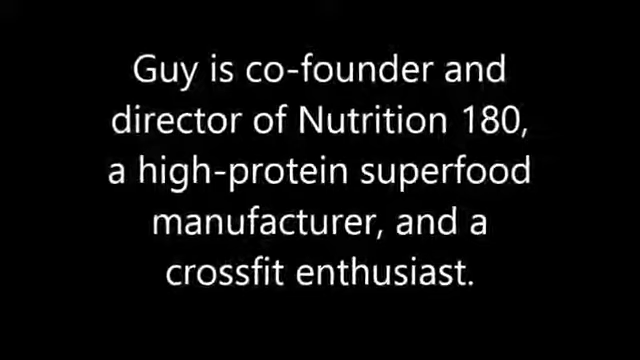 Guy is co-founder and
director of Nutrition 180,
a high-protein superfood
manufacturer, and a
crossfit enthusiast.